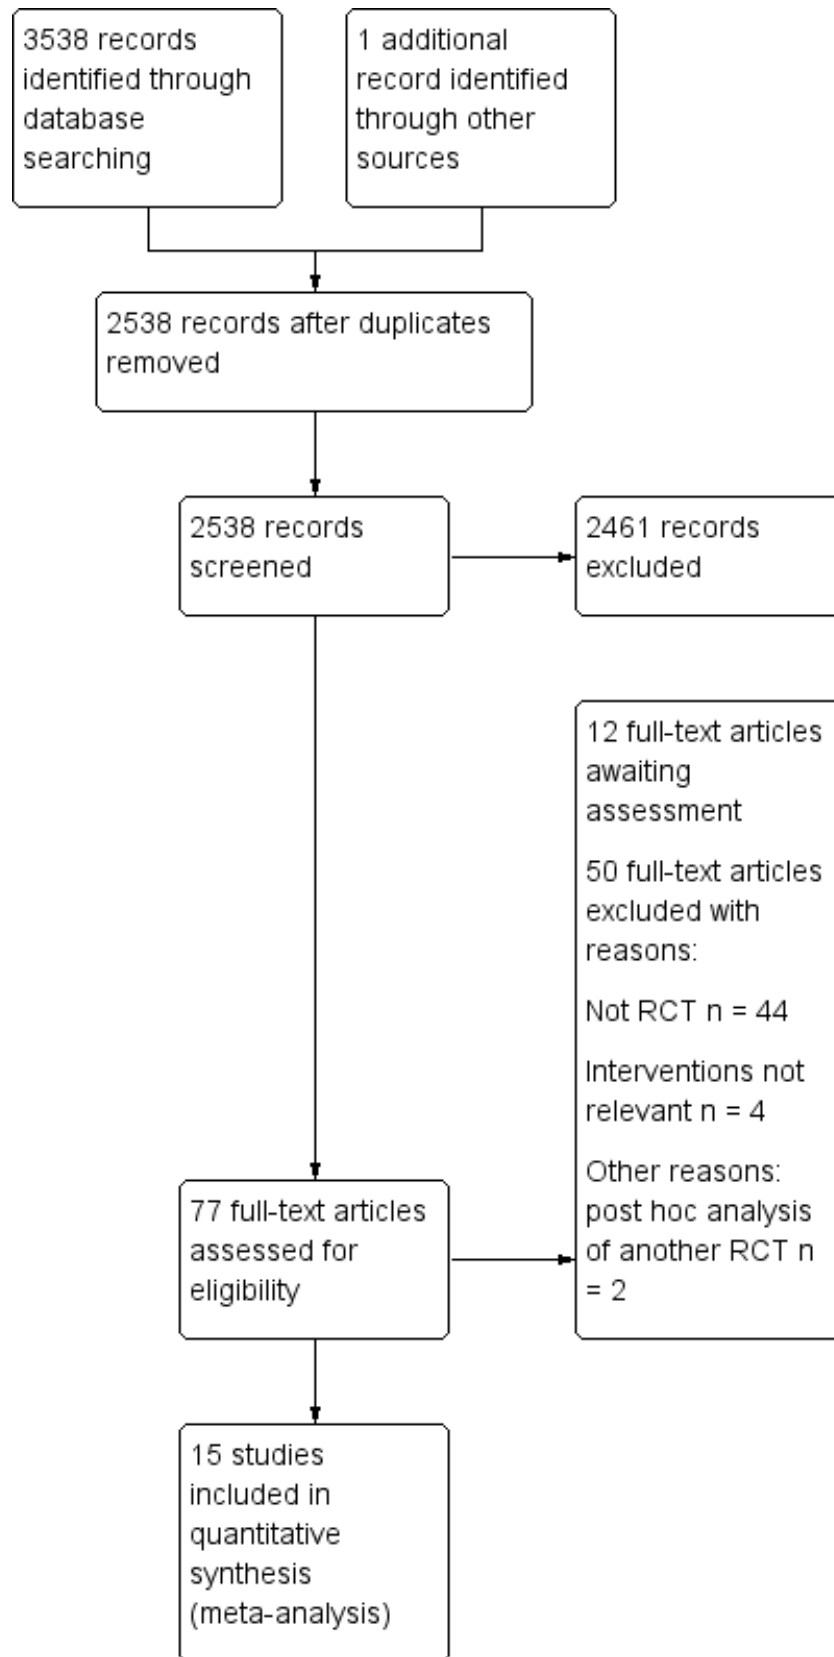 3538 records
identified through
database
searching
1 additional
record identified
through other
sources
2538 records after duplicates
removed
2538 records
screened
2461 records
excluded
12 full-text articles
awaiting
assessment
50 full-text articles
excluded with
reasons:
Not RCT n = 44
Interventions not
relevant n = 4
Other reasons:
post hoc analysis
of another RCT n
= 2
77 full-text articles
assessed for
eligibility
15 studies
included in
quantitative
synthesis
(meta-analysis)